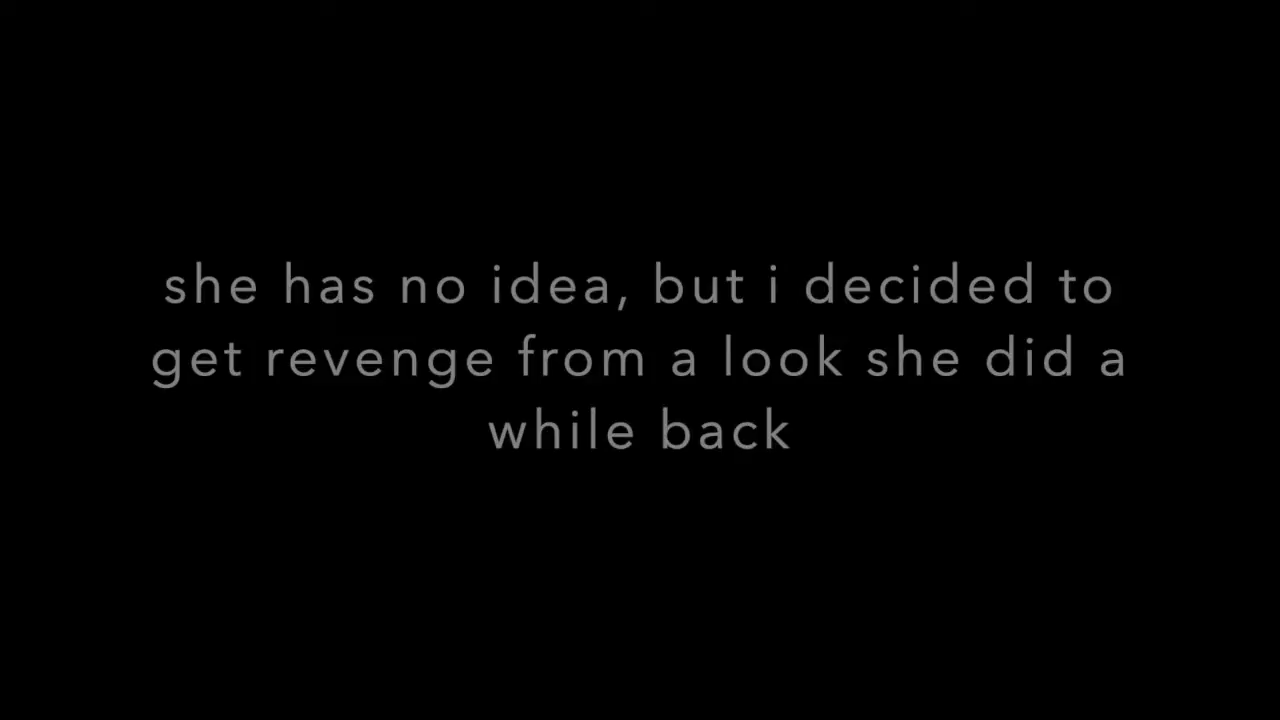 she has no idea, but i decided to
get revenge from a look she did a
while back